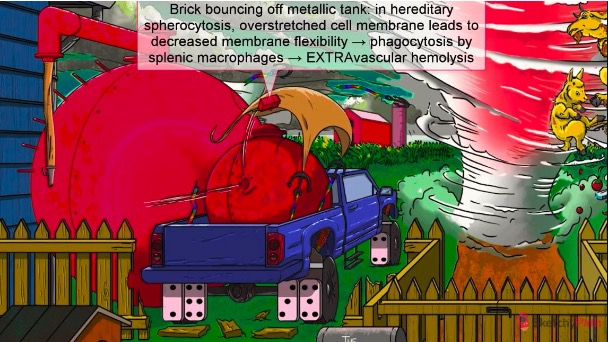 Brick bouncing off metallic tank: in hereditary
spherocytosis, overstretched cell membrane leads to
decreased membrane flexibility → phagocytosis by
splenic macrophages → EXTRAvascular hemolysis